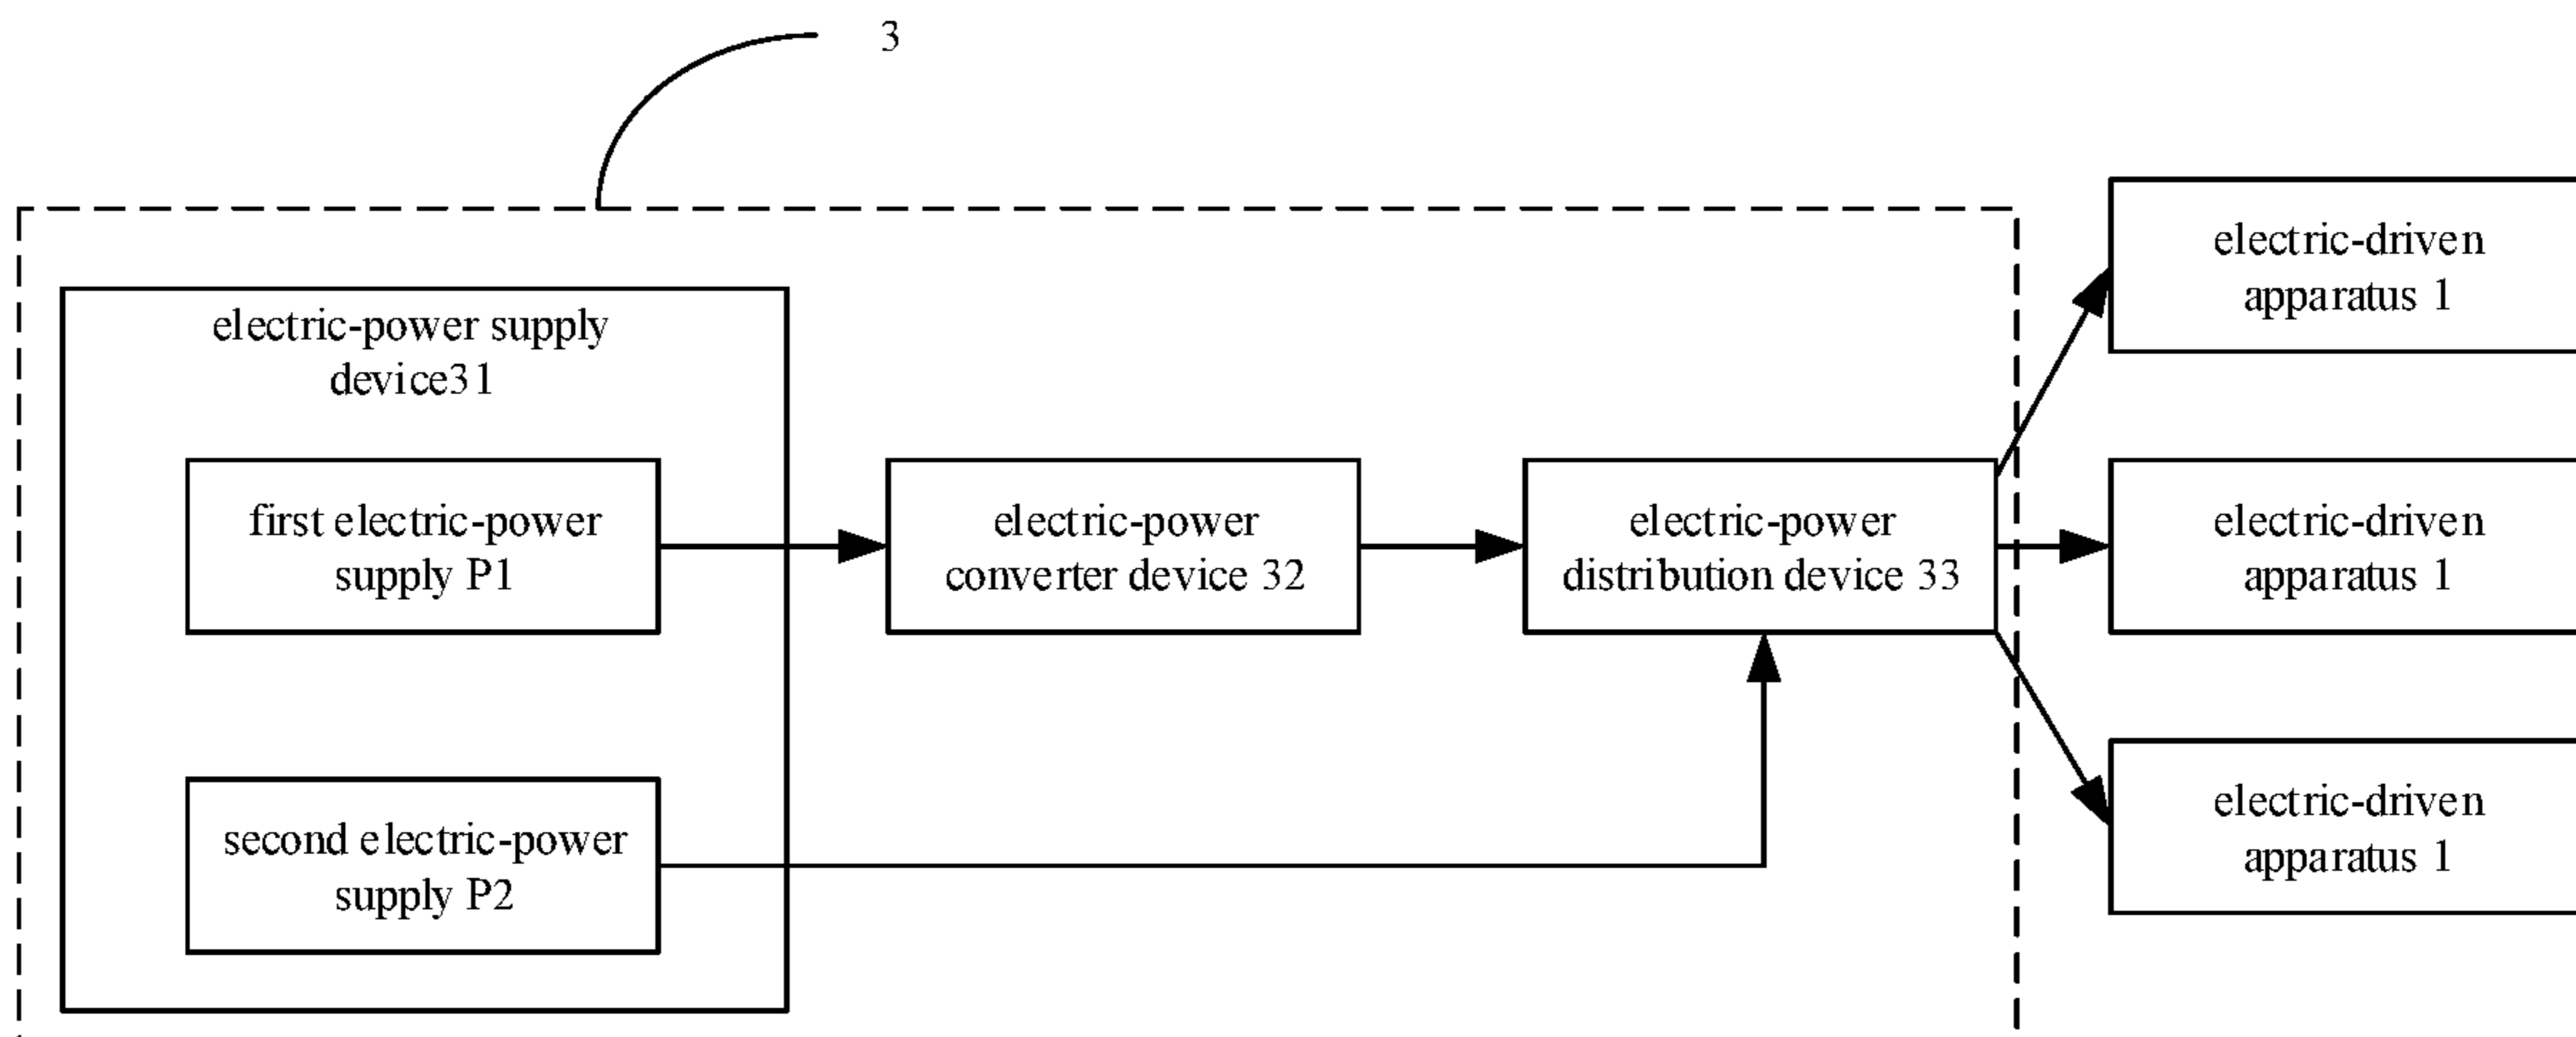 3
electric-power supply
device31
first electric-power
supply P1
second electric-power
supply P2
electric-power
converter device 32
electric-power
distribution device 33
electric-driven
apparatus 1
electric-driven
apparatus 1
electric-driven
apparatus 1